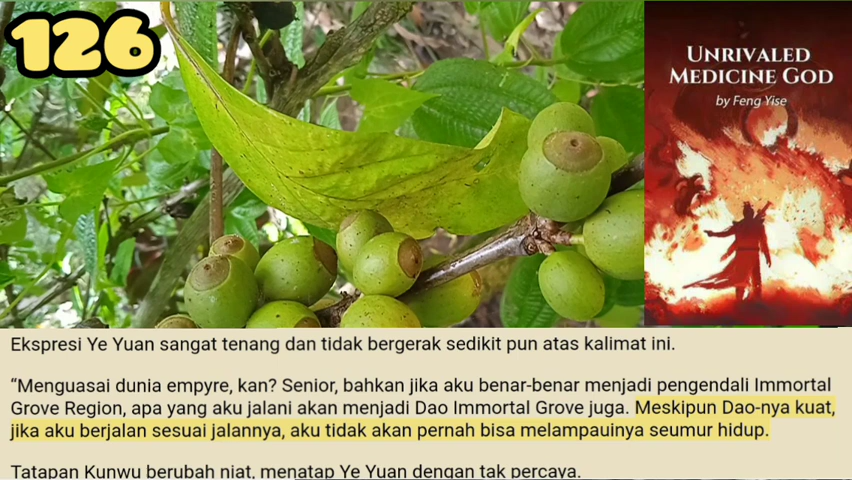 126
UNRIVALED
MEDICINE GOD
by Feng Yise
Ekspresi Ye Yuan sangat tenang dan tidak bergerak sedikit pun atas kalimat ini.
“Menguasai dunia empyre, kan? Senior, bahkan jika aku benar-benar menjadi pengendali Immortal
Grove Region, apa yang aku jalani akan menjadi Dao Immortal Grove juga. Meskipun Dao-nya kuat,
jika aku berjalan sesuai jalannya, aku tidak akan pernah bisa melampauinya seumur hidup.
Tatapan Kunwu berubah niat, menatap Ye Yuan dengan tak percaya.